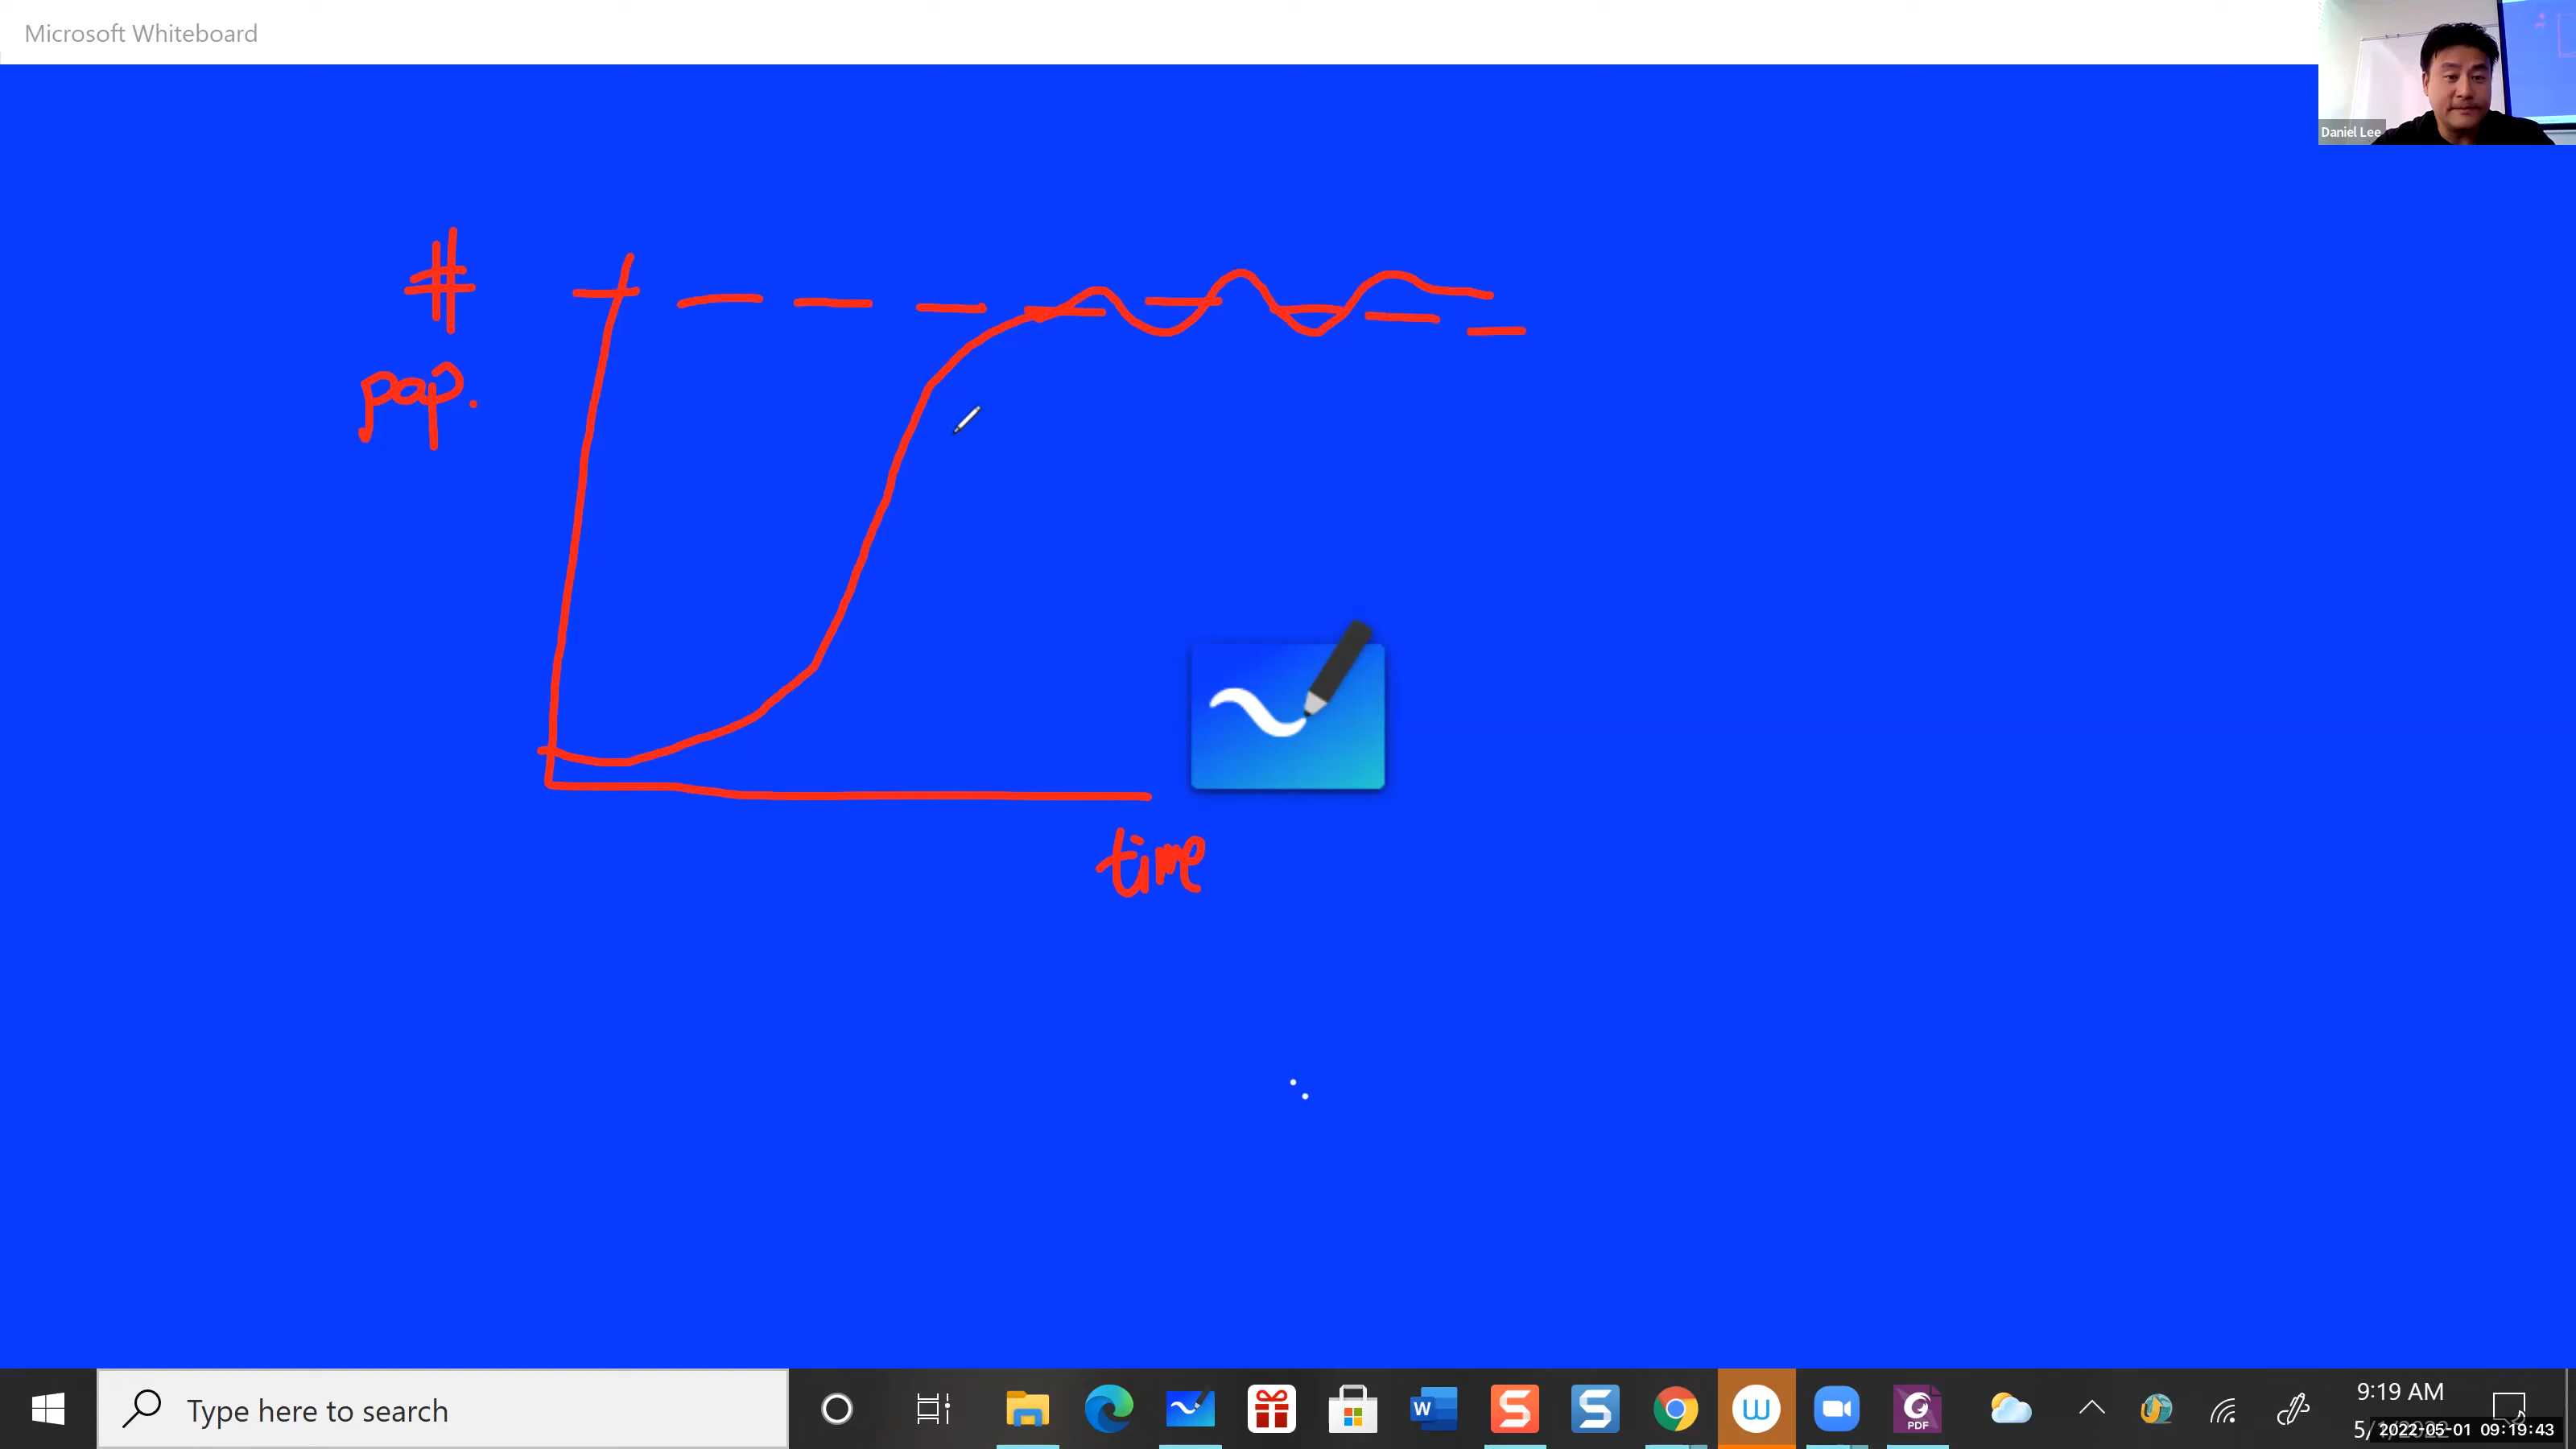 Microsoft Whiteboard
Daniel Lee
#
pop.
time
Type here to search
W
S
S
W
PDF
9:19 AM
2022-05-01 09:19:43